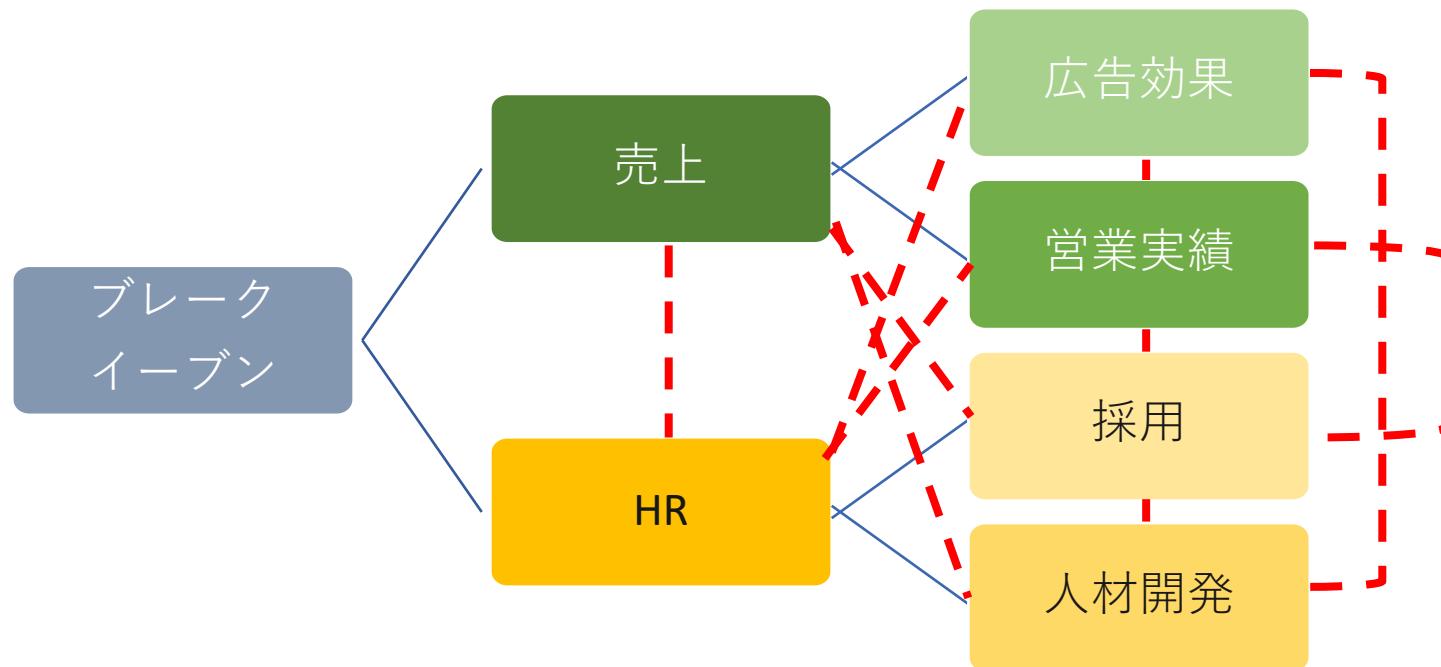 ブレーク
イーブン
売上
HR
広告効果
営業実績
採用
人材開発